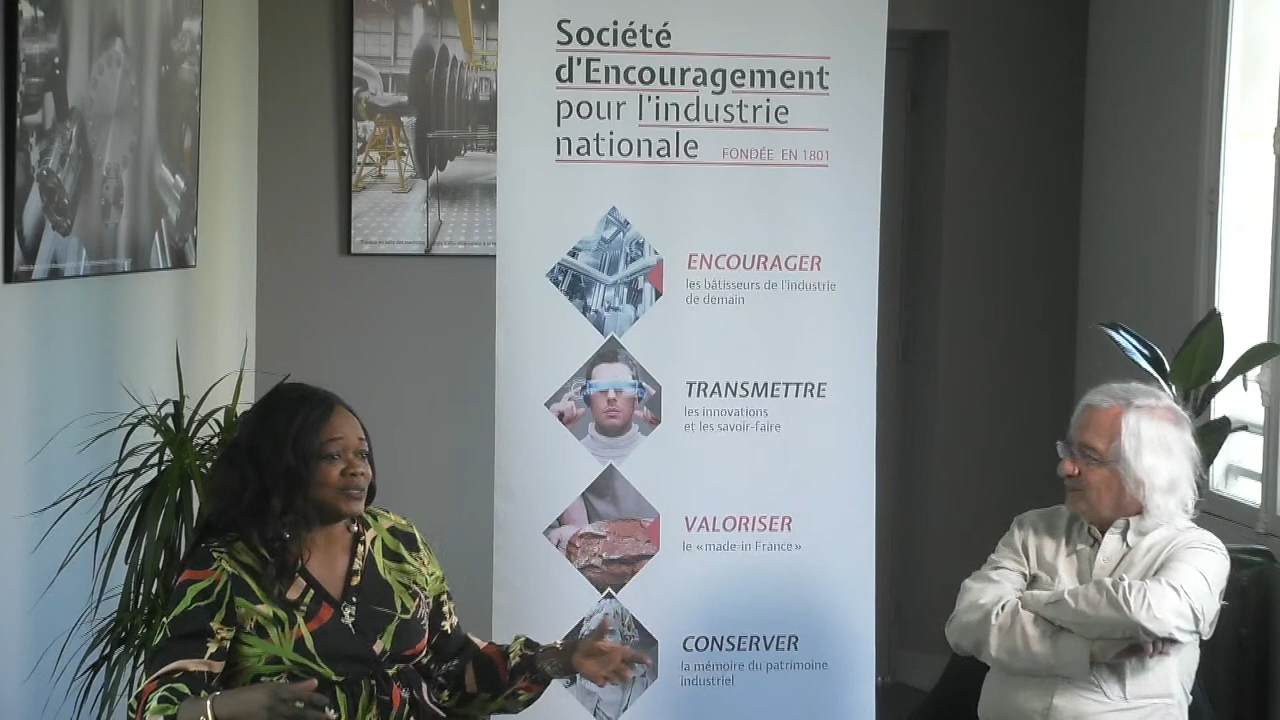 Société
d'Encouragement
pour l'industrie
nationale FONDÉE EN 1801
ENCOURAGER
les bâtisseurs de l'industrie
de demain
TRANSMETTRE
les innovations
et les savoir-faire
VALORISER
le «made-in France»
CONSERVER
la mémoire du patrimoine
industriel